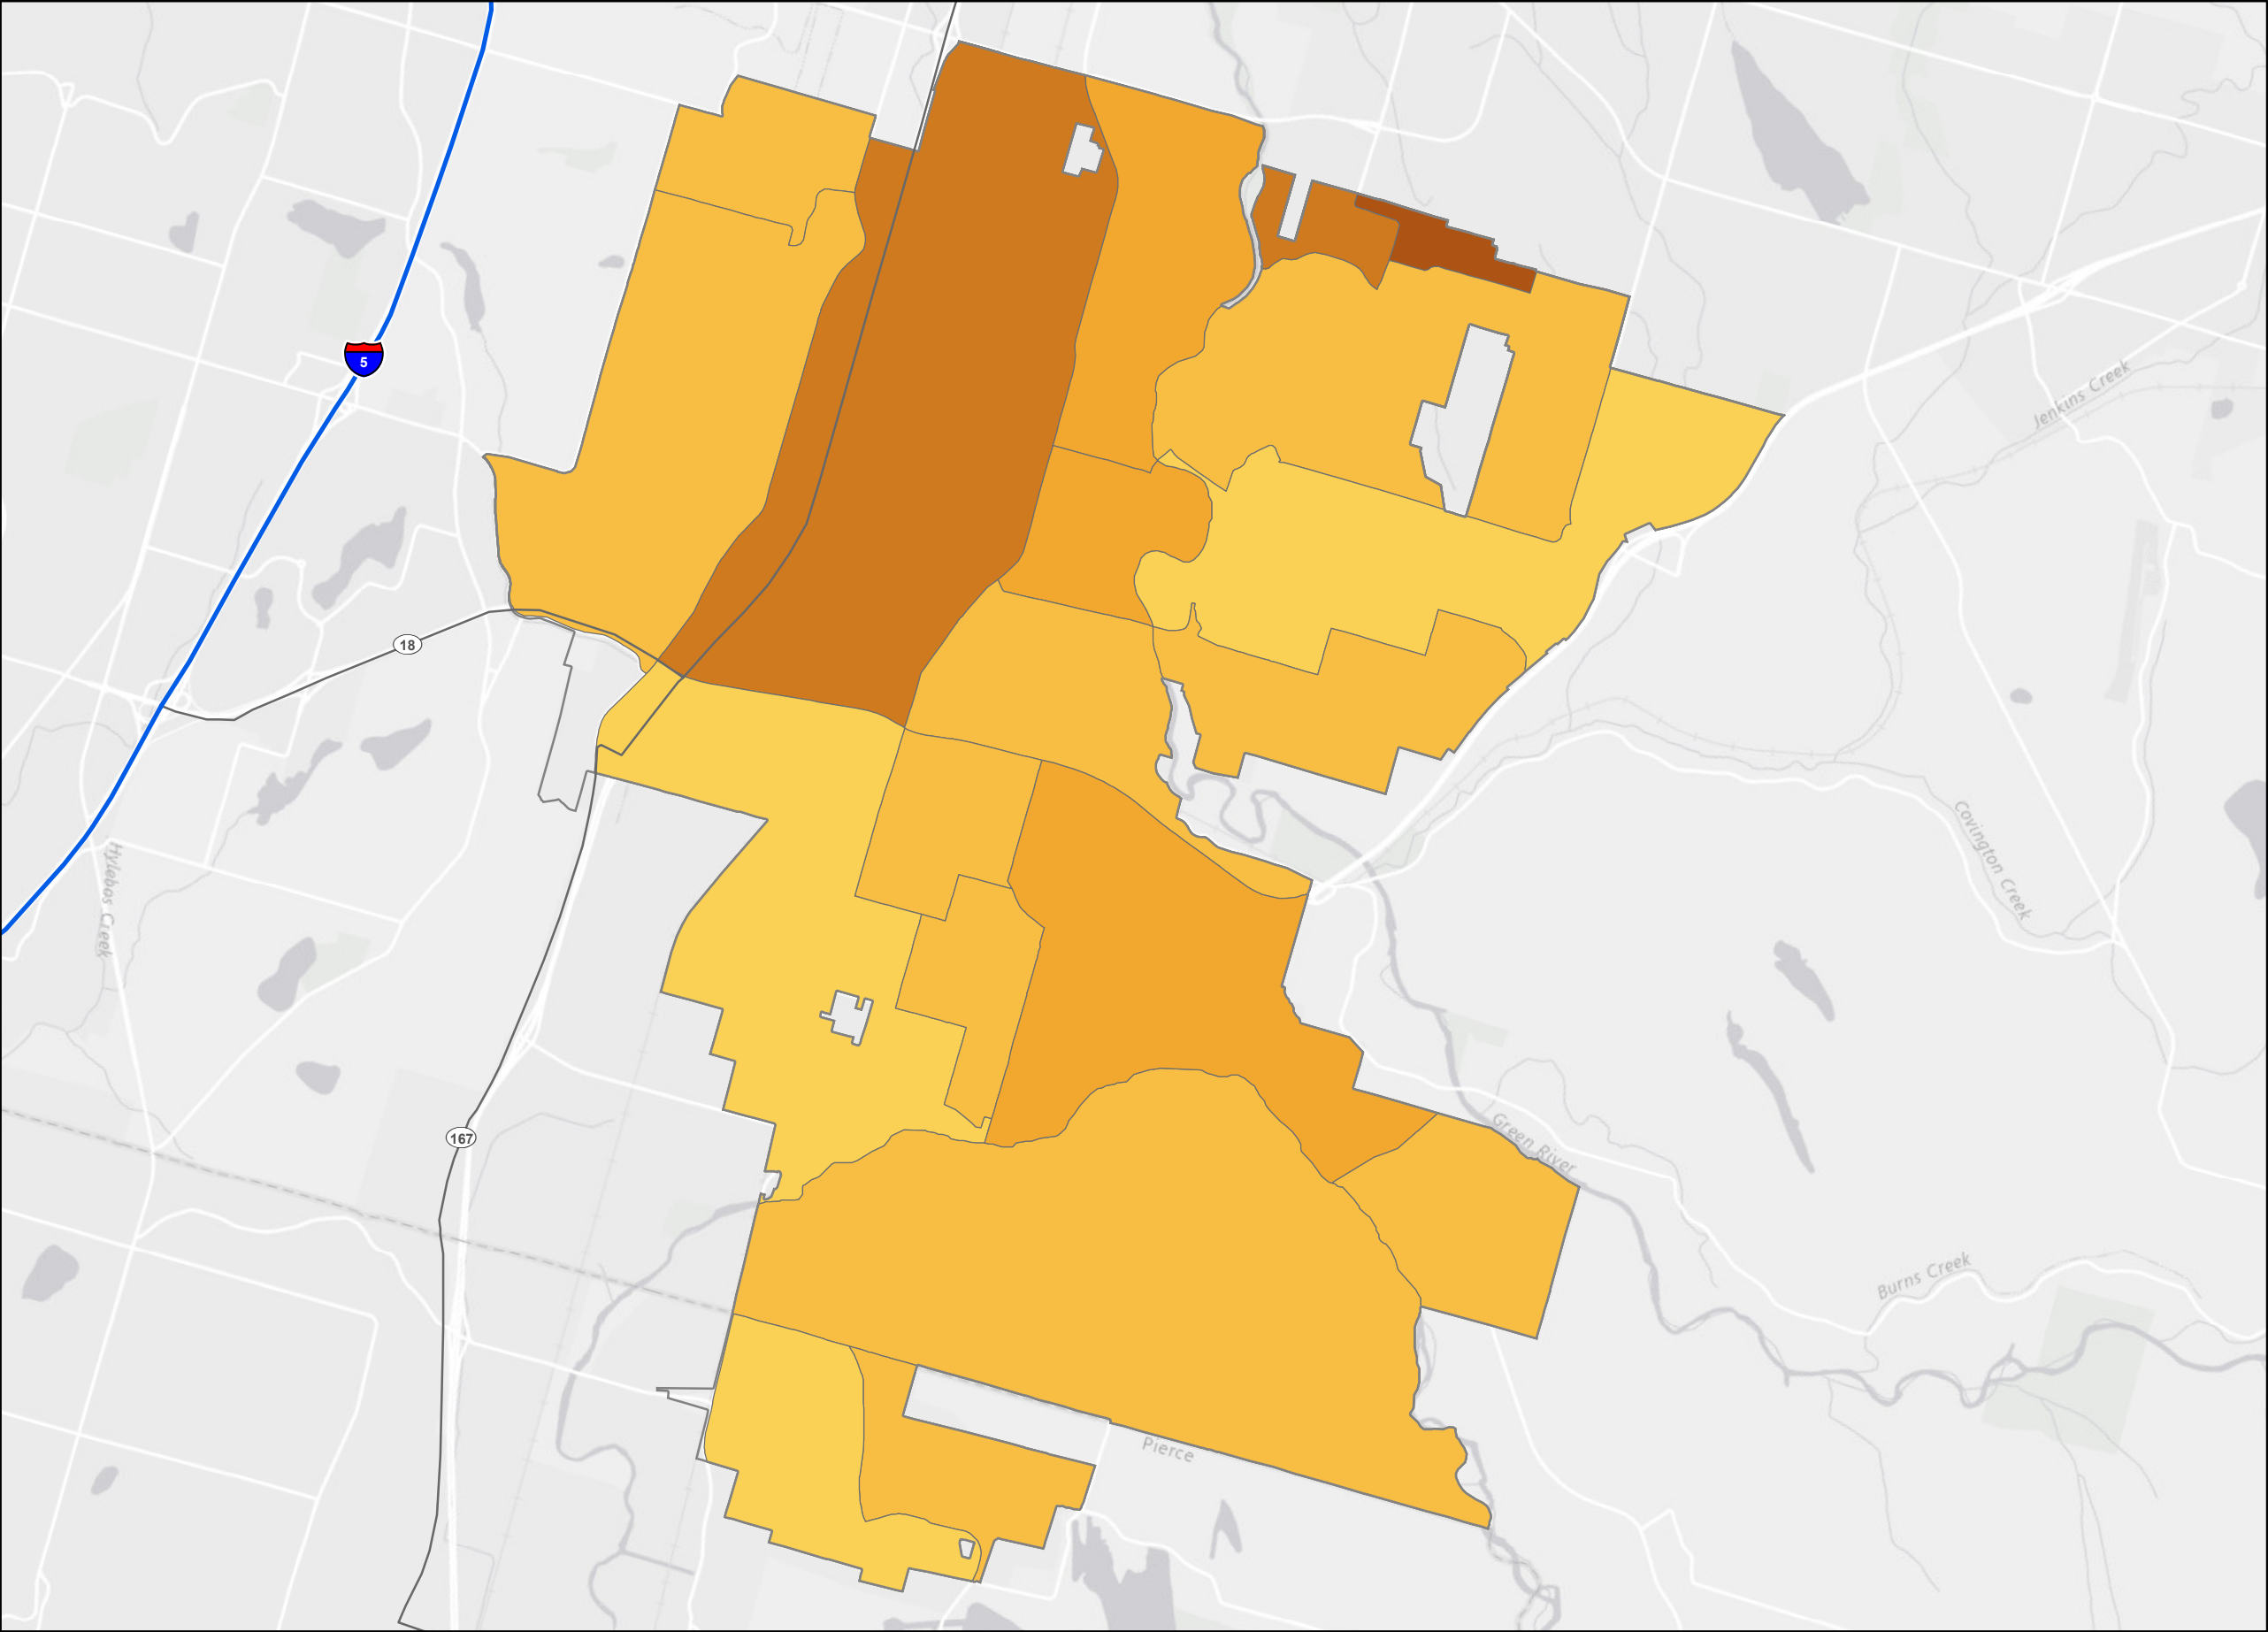 5
Jenkins Creek
18
Covington Creek
Hylebos Creek
167
Green River
Burns Creek
Pierce